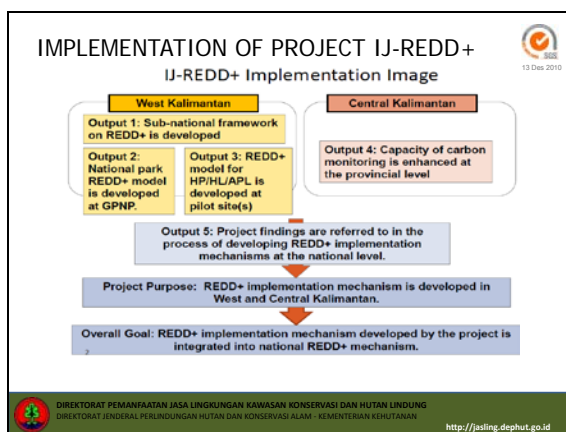 IMPLEMENTATION OF PROJECT IJ-REDD+
13 Des 2010
IJ-REDD+ Implementation Image
West Kalimantan
Output 1: Sub-national framework
on REDD+ is developed
Output 2:
National park
REDD+ model
is developed
at GPNP.
Output 3: REDD+
model for
HP/HL/APL is
developed at
pilot site(s)
Central Kalimantan
Output 4: Capacity of carbon
monitoring is enhanced at
the provincial level
Output 5: Project findings are referred to in the
process of developing REDD+ implementation
mechanisms at the national level.
Project Purpose: REDD+ implementation mechanism is developed in
West and Central Kalimantan.
Overall Goal: REDD+ implementation mechanism developed by the project is
integrated into national REDD+ mechanism.
2
DIREKTORAT PEMANFAATAN JASA LINGKUNGAN KAWASAN KONSERVASI DAN HUTAN LINDUNG
DIREKTORAT JENDERAL PERLINDUNGAN HUTAN DAN KONSERVASI ALAM - KEMENTERIAN KEHUTANAN
http://jasling.dephut.go.id